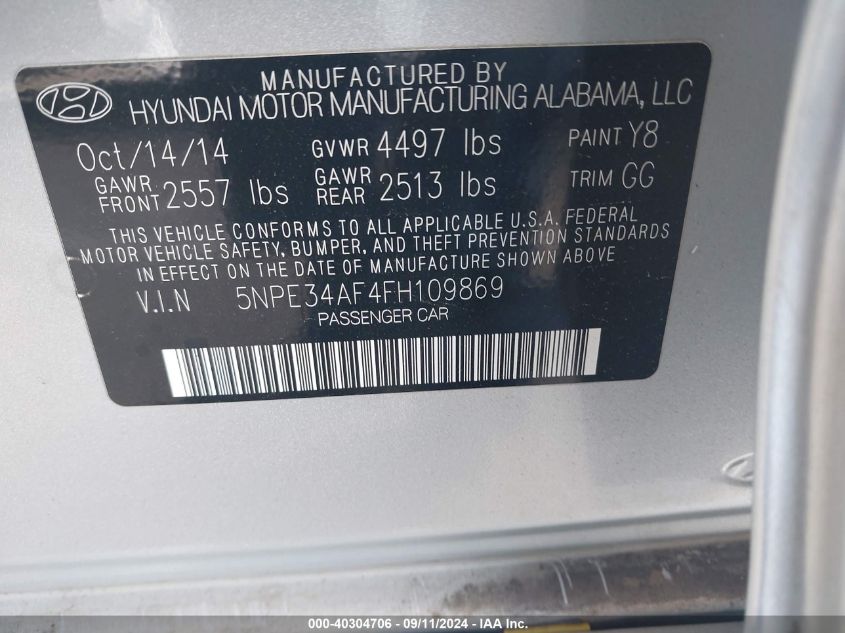 MANUFACTURED BY
HYUNDAI MOTOR MANUFACTURING ALABAMA, LLC
Oct/14/14 GVWR 4497 lbs PAINT Y8
GAWR FRONT 2557 lbs GAWR REAR 2513 lbs TRIM GG
THIS VEHICLE CONFORMS TO ALL APPLICABLE U.S.A. FEDERAL
MOTOR VEHICLE SAFETY, BUMPER, AND THEFT PREVENTION STANDARDS
IN EFFECT ON THE DATE OF MANUFACTURE SHOWN ABOVE
V.I.N 5NPE34AF4FH109869
PASSENGER CAR
000-40304706 - 09/11/2024 - IAA Inc.